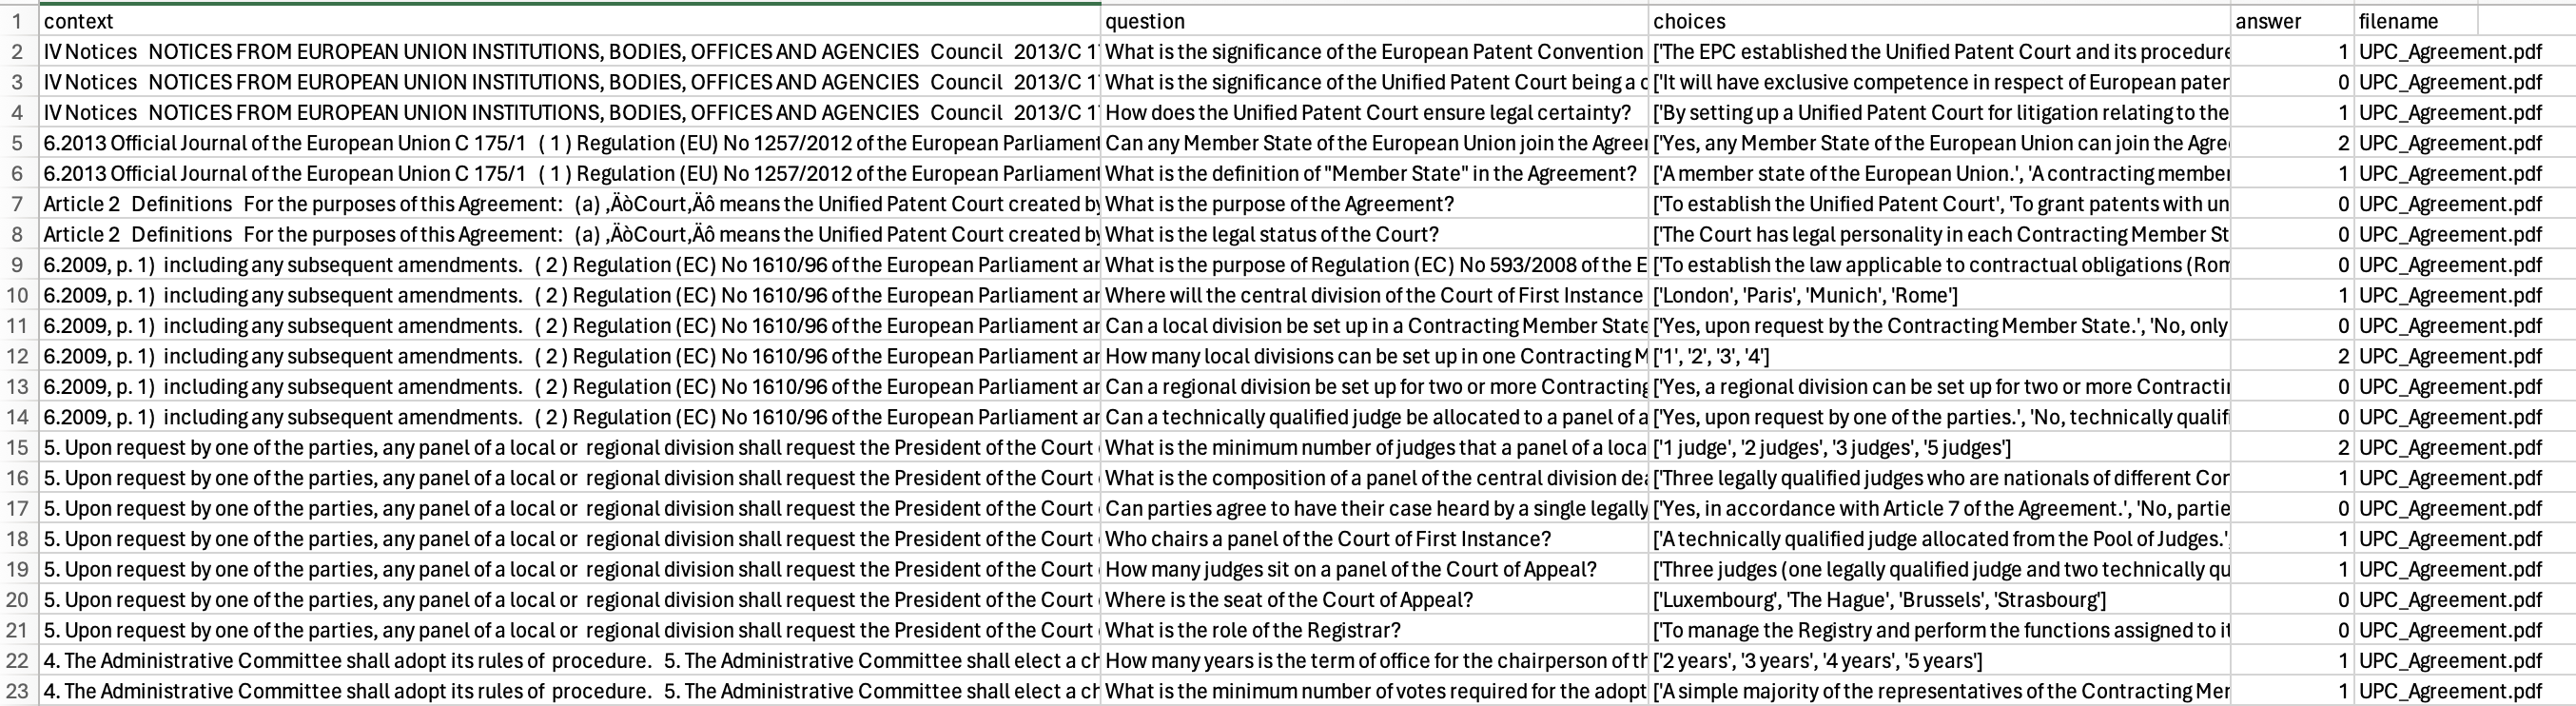 1 context question choices answer filename
2 IV Notices NOTICES FROM EUROPEAN UNION INSTITUTIONS, BODIES, OFFICES AND AGENCIES Council 2013/C 1 What is the significance of the European Patent Convention ['The EPC established the Unified Patent Court and its procedure 1 UPC_Agreement.pdf
3 IV Notices NOTICES FROM EUROPEAN UNION INSTITUTIONS, BODIES, OFFICES AND AGENCIES Council 2013/C 1 What is the significance of the Unified Patent Court being a c ['It will have exclusive competence in respect of European paten 0 UPC_Agreement.pdf
4 IV Notices NOTICES FROM EUROPEAN UNION INSTITUTIONS, BODIES, OFFICES AND AGENCIES Council 2013/C 1 How does the Unified Patent Court ensure legal certainty? ['By setting up a Unified Patent Court for litigation relating to the 1 UPC_Agreement.pdf
5 6.2013 Official Journal of the European Union C 175/1 ( 1 ) Regulation (EU) No 1257/2012 of the European Parliament Can any Member State of the European Union join the Agreer ['Yes, any Member State of the European Union can join the Agre 2 UPC_Agreement.pdf
6 6.2013 Official Journal of the European Union C 175/1 ( 1 ) Regulation (EU) No 1257/2012 of the European Parliament What is the definition of "Member State" in the Agreement? ['A member state of the European Union.', 'A contracting member 1 UPC_Agreement.pdf
7 Article 2 Definitions For the purposes of this Agreement: (a) ‚ÄòCourt‚Äô means the Unified Patent Court created by What is the purpose of the Agreement? ['To establish the Unified Patent Court', 'To grant patents with un 0 UPC_Agreement.pdf
8 Article 2 Definitions For the purposes of this Agreement: (a) ‚ÄòCourt‚Äô means the Unified Patent Court created by What is the legal status of the Court? ['The Court has legal personality in each Contracting Member St 0 UPC_Agreement.pdf
9 6.2009, p. 1) including any subsequent amendments. ( 2 ) Regulation (EC) No 1610/96 of the European Parliament ar What is the purpose of Regulation (EC) No 593/2008 of the E ['To establish the law applicable to contractual obligations (Rom 0 UPC_Agreement.pdf
10 6.2009, p. 1) including any subsequent amendments. ( 2 ) Regulation (EC) No 1610/96 of the European Parliament ar Where will the central division of the Court of First Instance ['London', 'Paris', 'Munich', 'Rome'] 1 UPC_Agreement.pdf
11 6.2009, p. 1) including any subsequent amendments. ( 2 ) Regulation (EC) No 1610/96 of the European Parliament ar Can a local division be set up in a Contracting Member State ['Yes, upon request by the Contracting Member State.', 'No, only 0 UPC_Agreement.pdf
12 6.2009, p. 1) including any subsequent amendments. ( 2 ) Regulation (EC) No 1610/96 of the European Parliament ar How many local divisions can be set up in one Contracting M ['1', '2', '3', '4'] 2 UPC_Agreement.pdf
13 6.2009, p. 1) including any subsequent amendments. ( 2 ) Regulation (EC) No 1610/96 of the European Parliament ar Can a regional division be set up for two or more Contracting ['Yes, a regional division can be set up for two or more Contractin 0 UPC_Agreement.pdf
14 6.2009, p. 1) including any subsequent amendments. ( 2 ) Regulation (EC) No 1610/96 of the European Parliament ar Can a technically qualified judge be allocated to a panel of a ['Yes, upon request by one of the parties.', 'No, technically qualif 0 UPC_Agreement.pdf
15 5. Upon request by one of the parties, any panel of a local or regional division shall request the President of the Court What is the minimum number of judges that a panel of a loca ['1 judge', '2 judges', '3 judges', '5 judges'] 2 UPC_Agreement.pdf
16 5. Upon request by one of the parties, any panel of a local or regional division shall request the President of the Court What is the composition of a panel of the central division dea ['Three legally qualified judges who are nationals of different Con 1 UPC_Agreement.pdf
17 5. Upon request by one of the parties, any panel of a local or regional division shall request the President of the Court Can parties agree to have their case heard by a single legally ['Yes, in accordance with Article 7 of the Agreement.', 'No, partie 0 UPC_Agreement.pdf
18 5. Upon request by one of the parties, any panel of a local or regional division shall request the President of the Court Who chairs a panel of the Court of First Instance? ['A technically qualified judge allocated from the Pool of Judges.' 1 UPC_Agreement.pdf
19 5. Upon request by one of the parties, any panel of a local or regional division shall request the President of the Court How many judges sit on a panel of the Court of Appeal? ['Three judges (one legally qualified judge and two technically qu 1 UPC_Agreement.pdf
20 5. Upon request by one of the parties, any panel of a local or regional division shall request the President of the Court Where is the seat of the Court of Appeal? ['Luxembourg', 'The Hague', 'Brussels', 'Strasbourg'] 0 UPC_Agreement.pdf
21 5. Upon request by one of the parties, any panel of a local or regional division shall request the President of the Court What is the role of the Registrar? ['To manage the Registry and perform the functions assigned to it 0 UPC_Agreement.pdf
22 4. The Administrative Committee shall adopt its rules of procedure. 5. The Administrative Committee shall elect a ch How many years is the term of office for the chairperson of th ['2 years', '3 years', '4 years', '5 years'] 1 UPC_Agreement.pdf
23 4. The Administrative Committee shall adopt its rules of procedure. 5. The Administrative Committee shall elect a ch What is the minimum number of votes required for the adopt ['A simple majority of the representatives of the Contracting Mer 1 UPC_Agreement.pdf